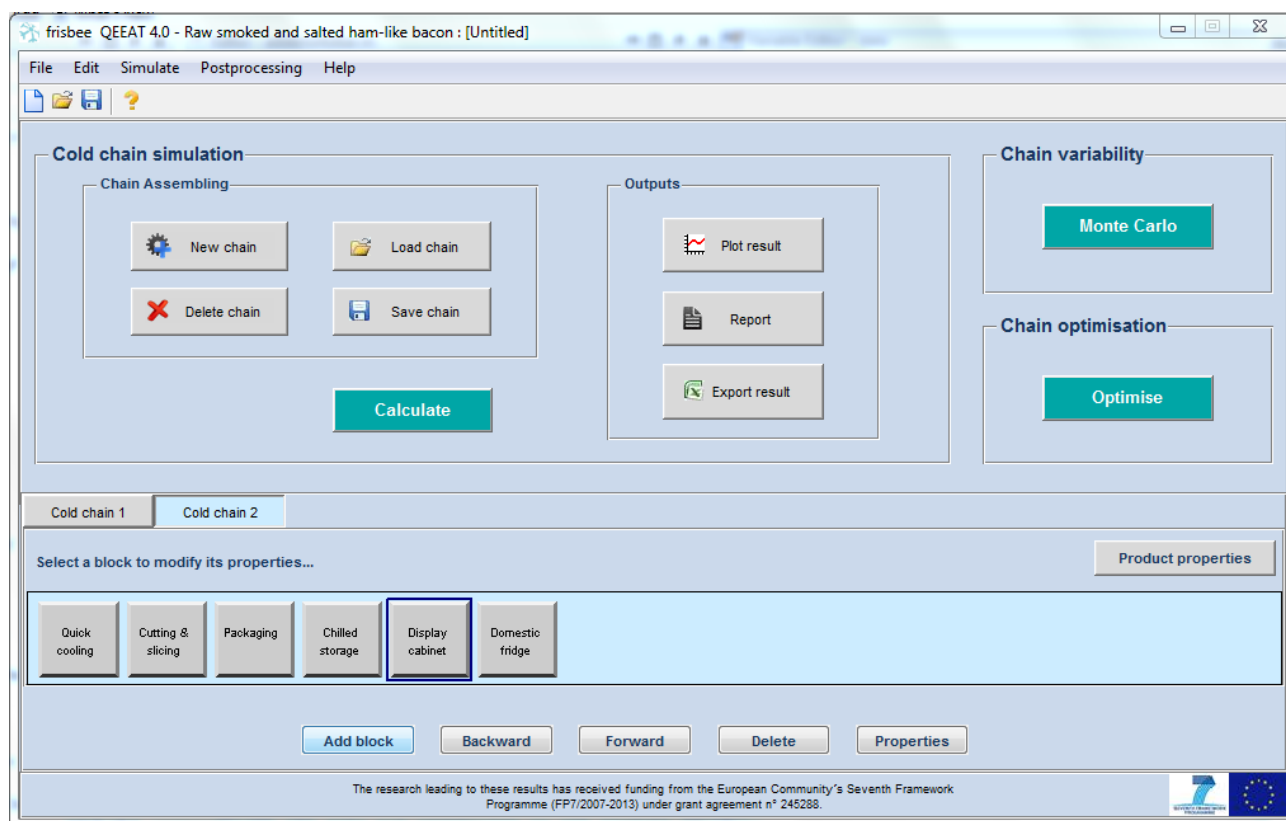 frisbee QEEAT 4.0 - Raw smoked and salted ham-like bacon : [Untitled]
File Edit Simulate Postprocessing Help
Cold chain simulation
Chain Assembling
New chain
Load chain
Delete chain
Save chain
Calculate
Outputs
Plot result
Report
Export result
Chain variability
Monte Carlo
Chain optimisation
Optimise
Cold chain 1
Cold chain 2
Select a block to modify its properties...
Product properties
Quick
cooling
Cutting &
slicing
Packaging
Chilled
storage
Display
cabinet
Domestic
fridge
Add block
Backward
Forward
Delete
Properties
The research leading to these results has received funding from the European Community's Seventh Framework
Programme (FP7/2007-2013) under grant agreement n° 245288.
SEVENTH FRAMEWORK
PROGRAMME